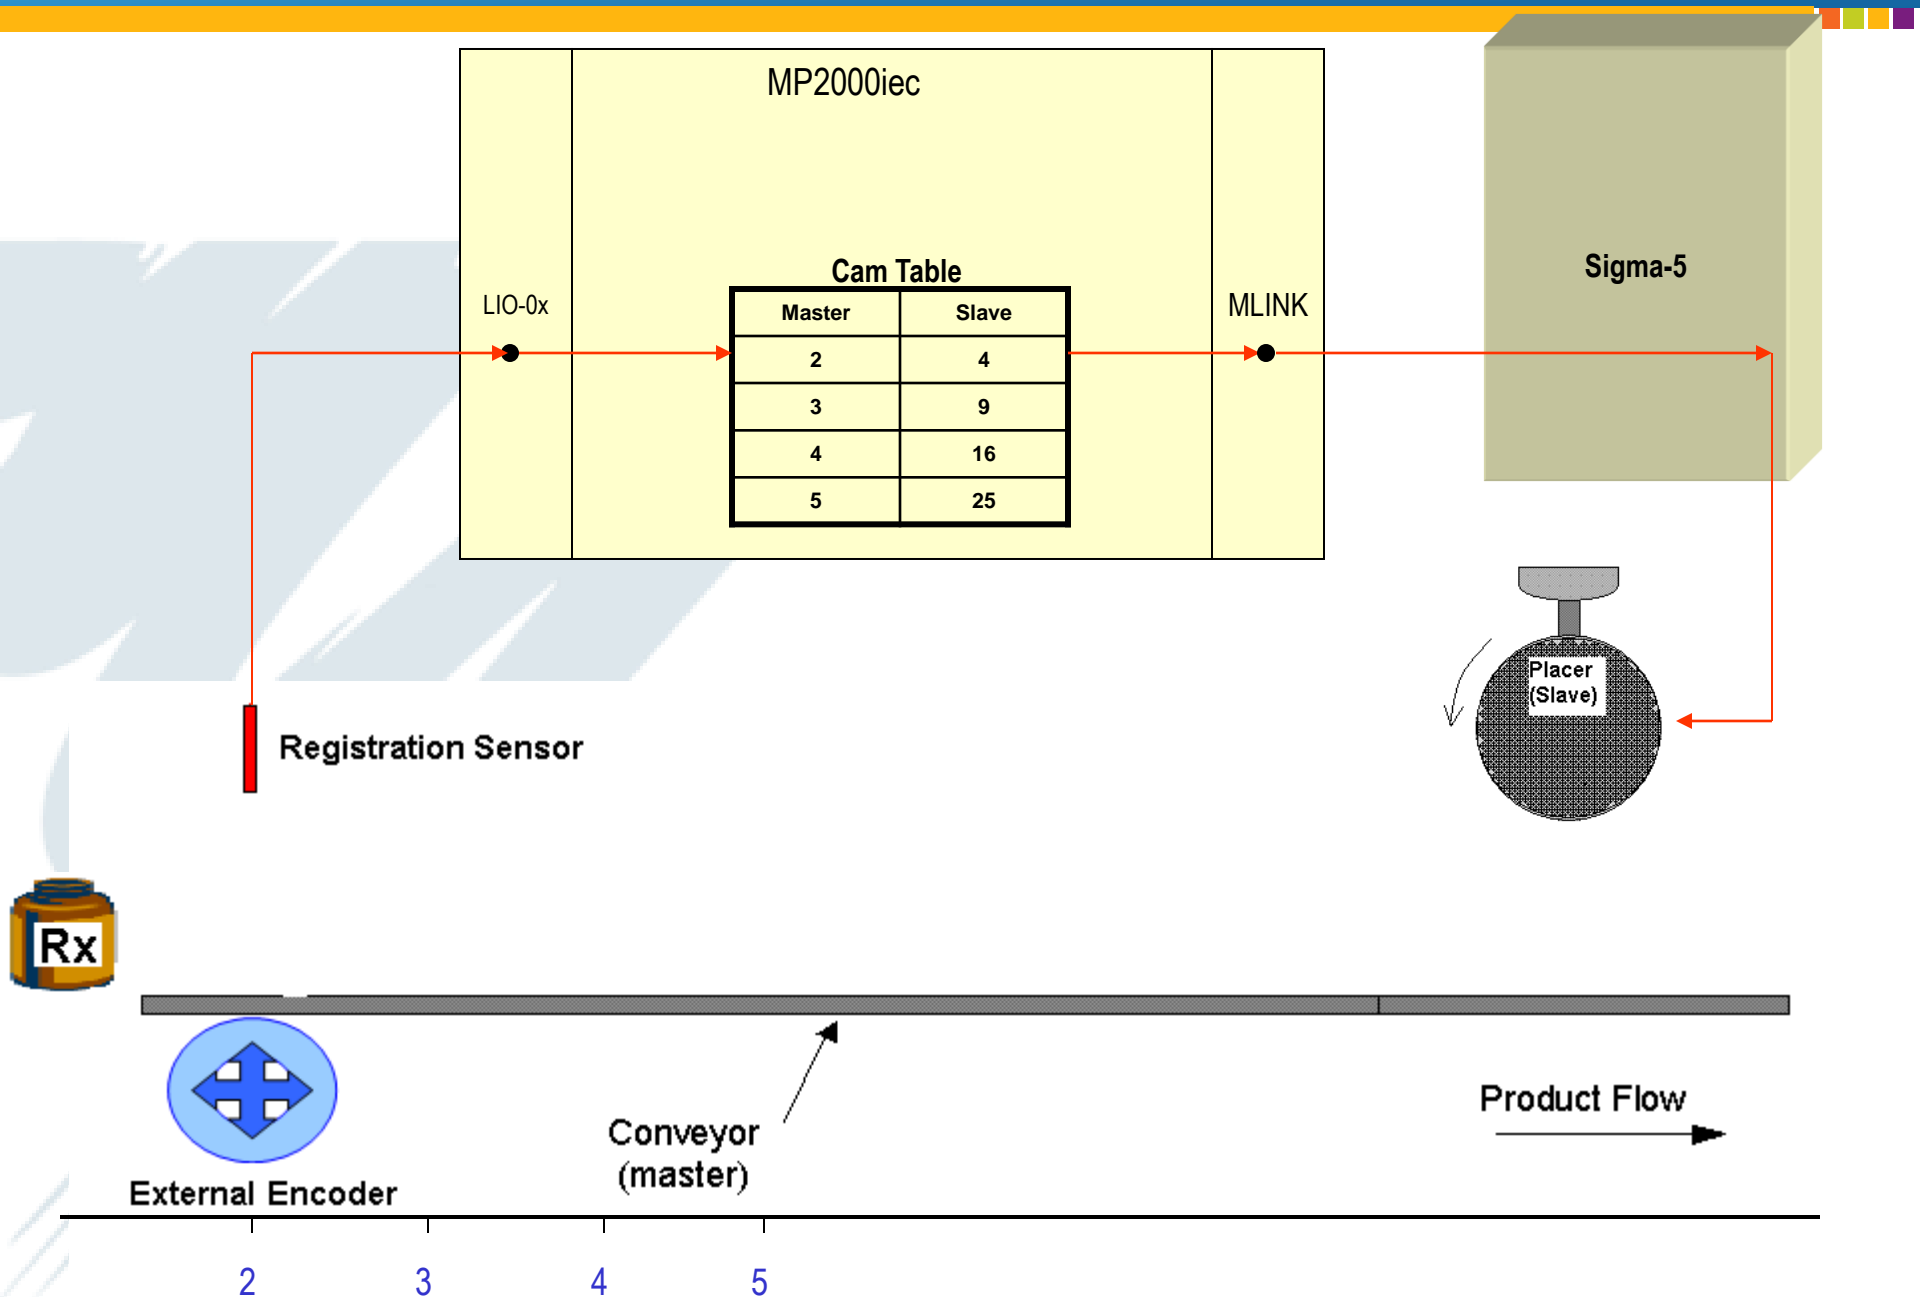 MP2000iec
Sigma-5
Cam Table
LIO-0x
MLINK
Master Slave
2 4
3 9
4 16
5 25
Placer
(Slave)
Registration Sensor
Rx
Product Flow
Conveyor
(master)
External Encoder
2 3 4 5